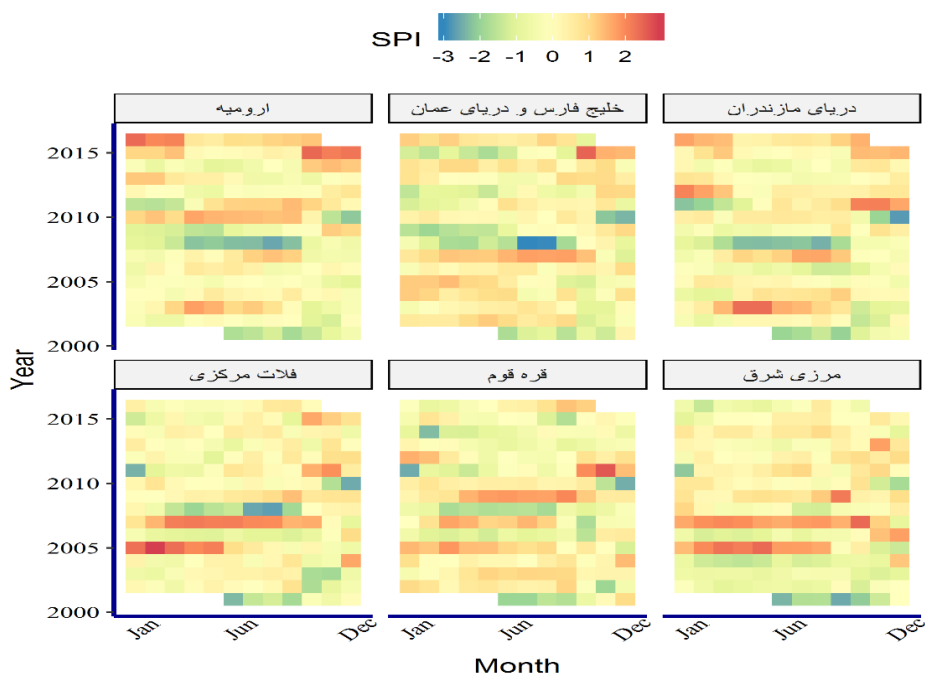 SPI
-3 -2 -1 0 1 2
ارومیه
خلیج فارس و دریای عمان
دریای مازندران
2015
2010
2005
2000
فلات مرکزی
قره قوم
مرزی شرق
2015
2010
2005
2000
Year
Jan Jun Dec
Jan Jun Dec
Jan Jun Dec
Month